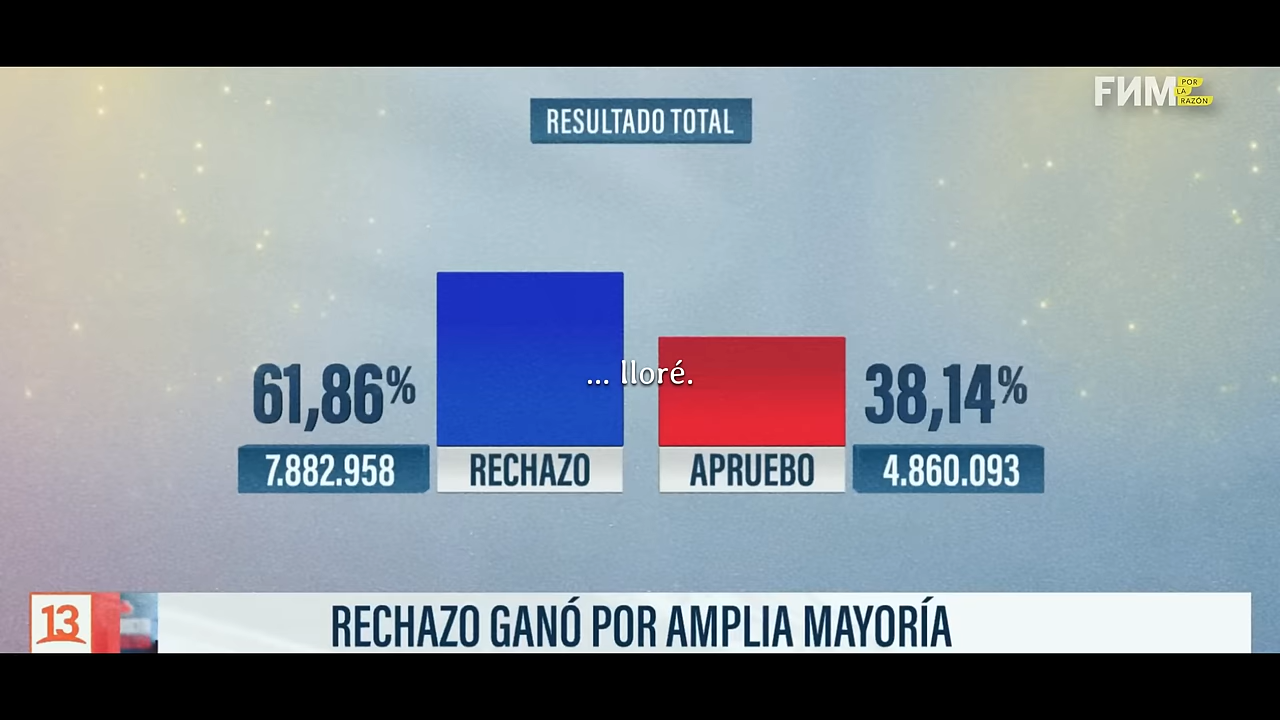 FИM POR
LA
RAZÓN
RESULTADO TOTAL
... lloré.
61,86%
38,14%
7.882.958
RECHAZO
APRUEBO
4.860.093
13
RECHAZO GANÓ POR AMPLIA MAYORÍA